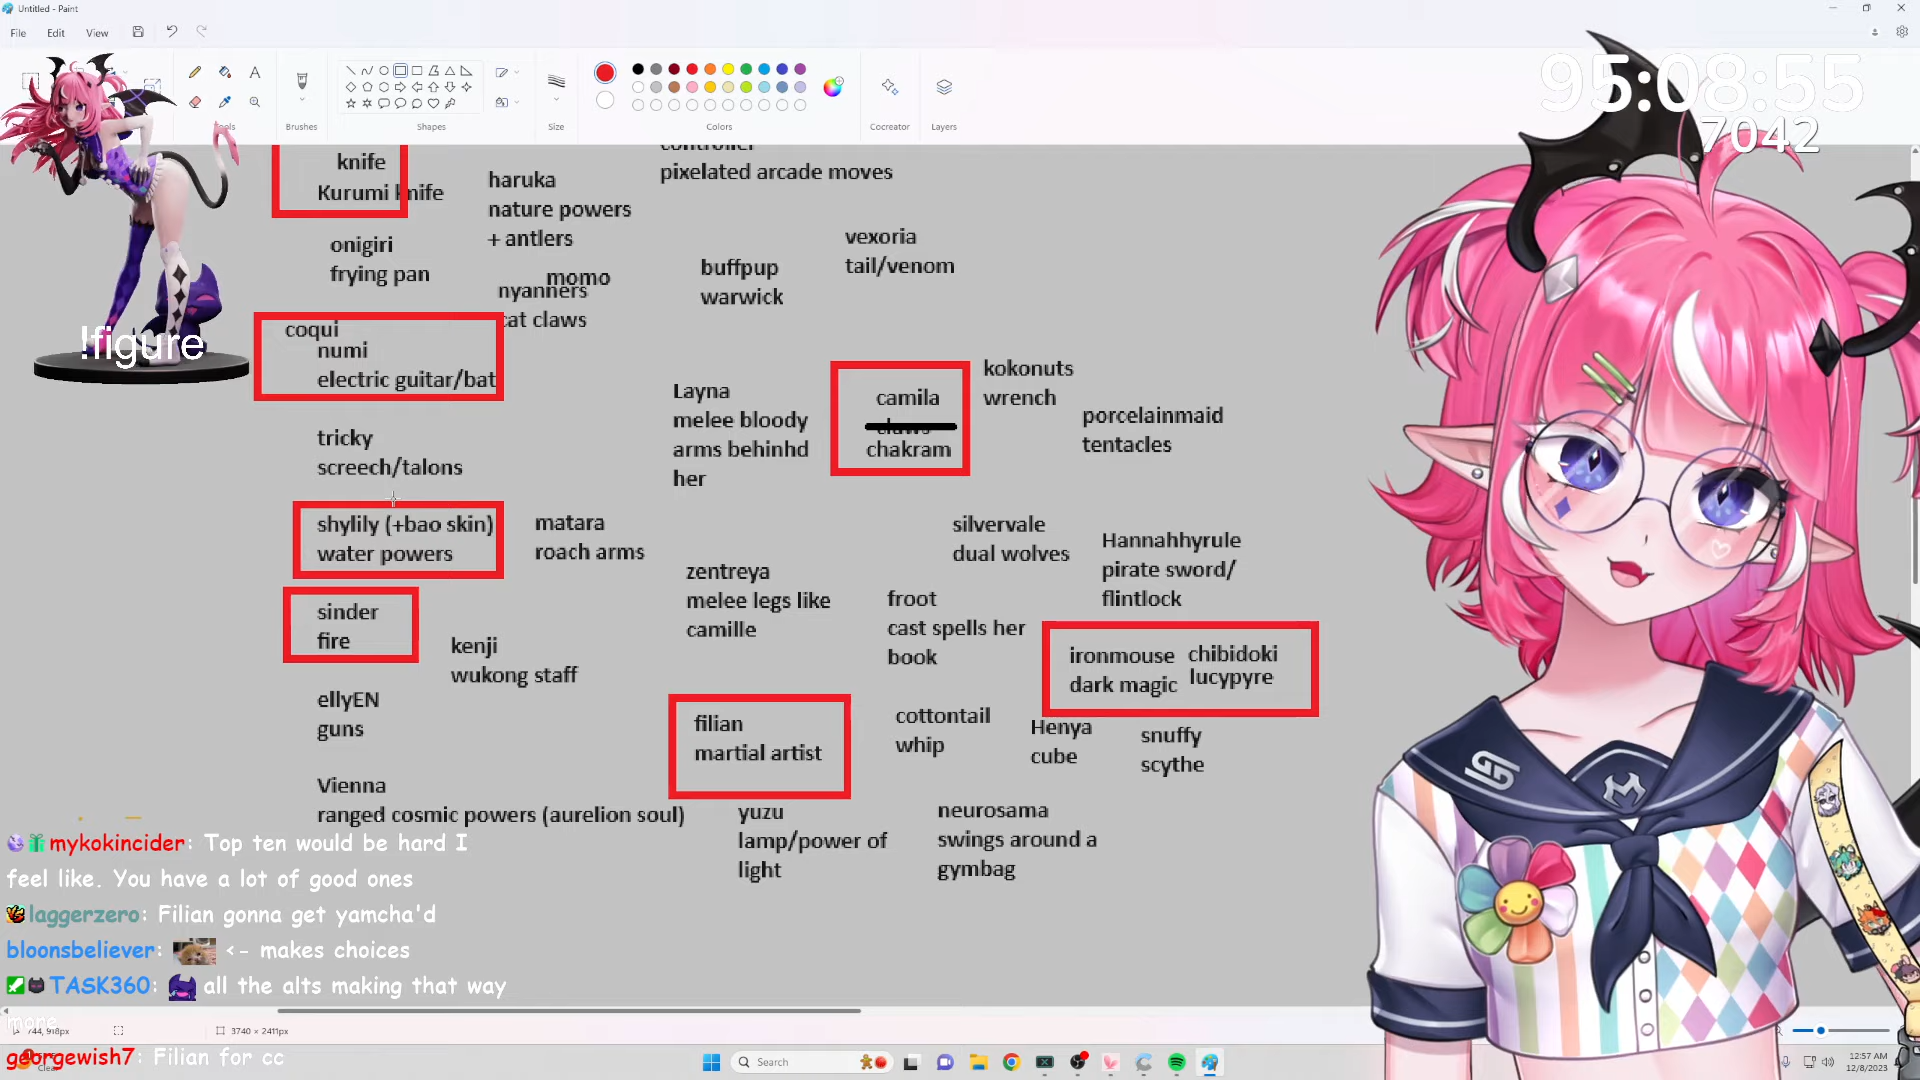 Untitled - Paint
File Edit View
Tools
Brushes
Shapes
Size
Colors
Cocreator
Layers
95:08:55
7042
!figure
controller
pixelated arcade moves
knife
Kurumi knife
haruka
nature powers
+ antlers
onigiri
frying pan
momo
nyanners
cat claws
buffpup
warwick
vexoria
tail/venom
coqui
numi
electric guitar/bat
tricky
screech/talons
Layna
melee bloody
arms behinhd
her
camila
claws
chakram
kokonuts
wrench
porcelainmaid
tentacles
shylily (+bao skin)
water powers
matara
roach arms
silvervale
dual wolves
Hannahhyrule
pirate sword/
flintlock
sinder
fire
zentreya
melee legs like
camille
froot
cast spells her
book
kenji
wukong staff
ironmouse
dark magic
chibidoki
lucypyre
ellyEN
guns
filian
martial artist
cottontail
whip
Henya
cube
snuffy
scythe
Vienna
ranged cosmic powers (aurelion soul)
yuzu
lamp/power of
light
neurosama
swings around a
gymbag
mykokincider: Top ten would be hard I
feel like. You have a lot of good ones
laggerzero: Filian gonna get yamcha'd
bloonsbeliever: <- makes choices
TASK360: all the alts making that way
more
georgewish7: Filian for cc
744, 918px
3740 × 2411px
Search
12:57 AM
12/8/2023